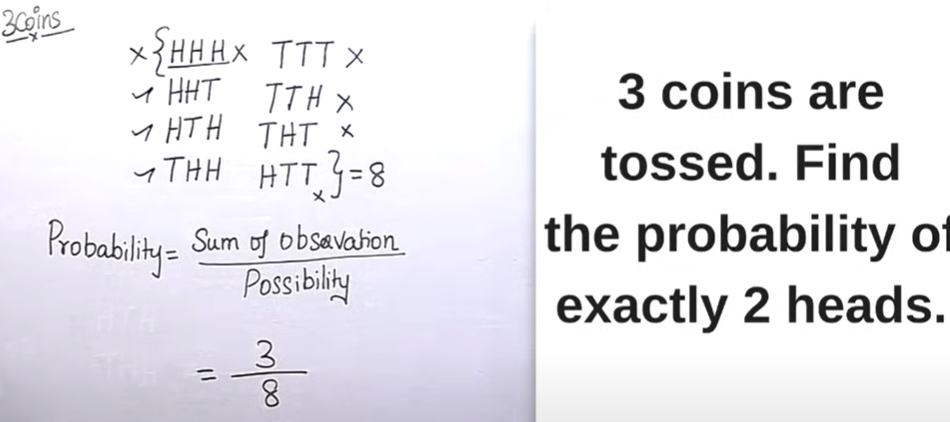 3Coins
x
x {HHH x TTT x
✓ HHT TTH x
✓ HTH THT x
✓ THH HTT x } = 8
Probability = Sum of obsavation
Possibility
= 3
8
3 coins are
tossed. Find
the probability of
exactly 2 heads.